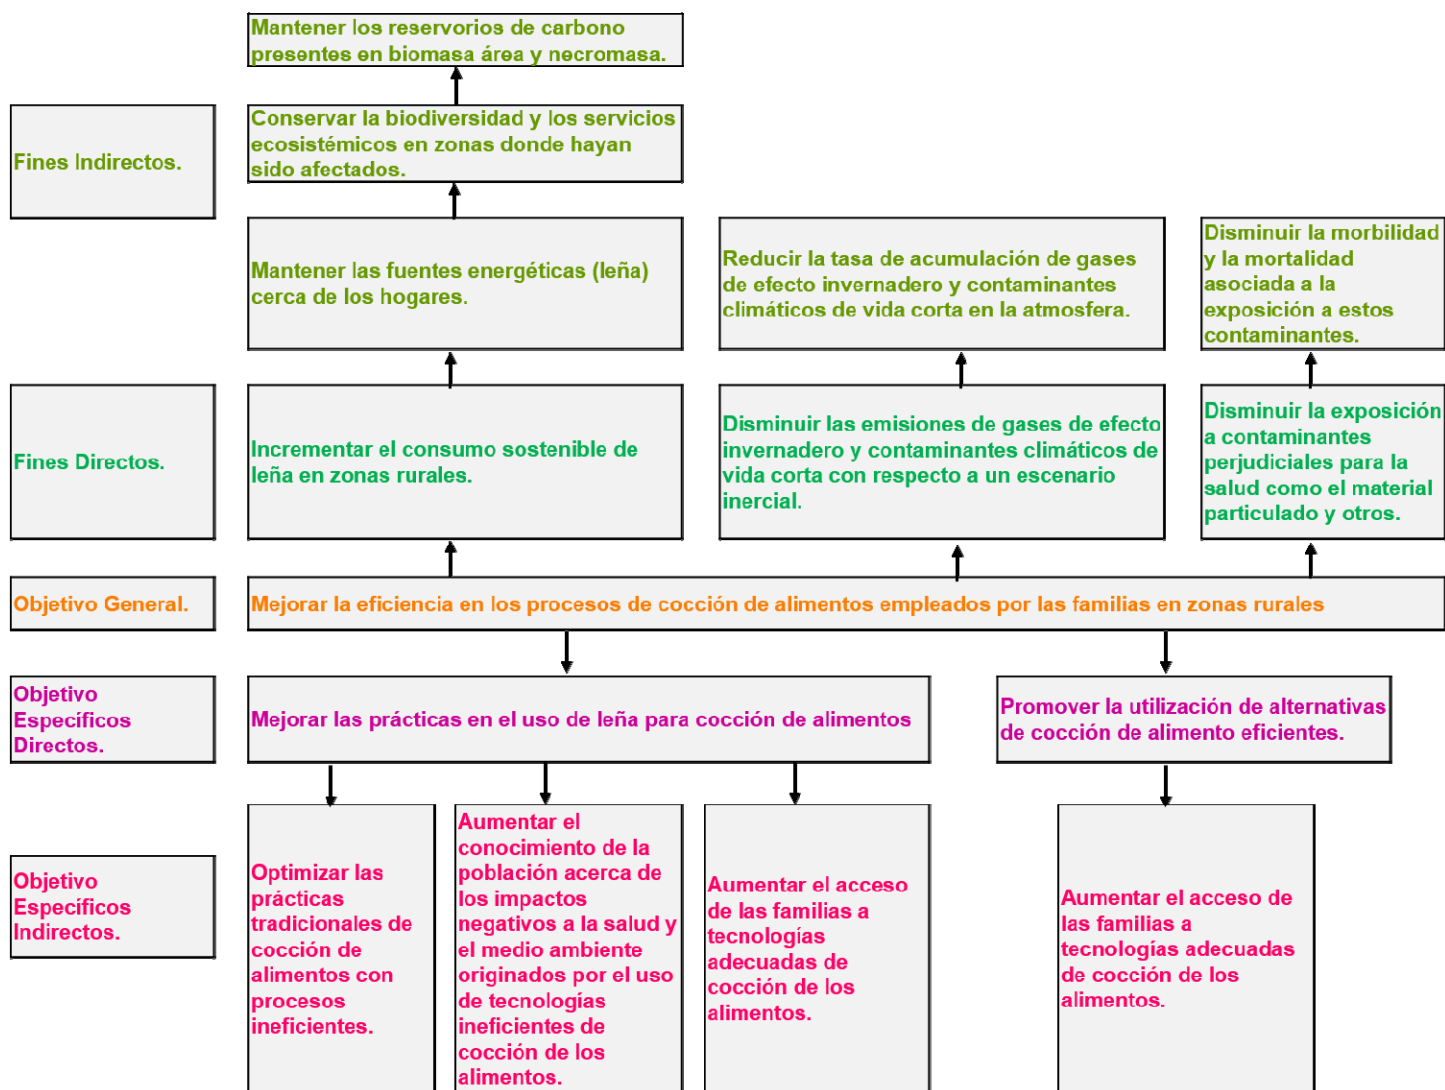 Mantener los reservorios de carbono
presentes en biomasa área y necromasa.
Fines Indirectos.
Conservar la biodiversidad y los servicios
ecosistémicos en zonas donde hayan
sido afectados.
Mantener las fuentes energéticas (leña)
cerca de los hogares.
Reducir la tasa de acumulación de gases
de efecto invernadero y contaminantes
climáticos de vida corta en la atmosfera.
Disminuir la morbilidad
y la mortalidad
asociada a la
exposición a estos
contaminantes.
Fines Directos.
Incrementar el consumo sostenible de
leña en zonas rurales.
Disminuir las emisiones de gases de efecto
invernadero y contaminantes climáticos de
vida corta con respecto a un escenario
inercial.
Disminuir la exposición
a contaminantes
perjudiciales para la
salud como el material
particulado y otros.
Objetivo General.
Mejorar la eficiencia en los procesos de cocción de alimentos empleados por las familias en zonas rurales
Objetivo
Específicos
Directos.
Mejorar las prácticas en el uso de leña para cocción de alimentos
Promover la utilización de alternativas
de cocción de alimento eficientes.
Objetivo
Específicos
Indirectos.
Optimizar las
prácticas
tradicionales de
cocción de
alimentos con
procesos
ineficientes.
Aumentar el
conocimiento de la
población acerca de
los impactos
negativos a la salud y
el medio ambiente
originados por el uso
de tecnologías
ineficientes de
cocción de los
alimentos.
Aumentar el acceso
de las familias a
tecnologías
adecuadas de
cocción de los
alimentos.
Aumentar el acceso de
las familias a
tecnologías adecuadas
de cocción de los
alimentos.